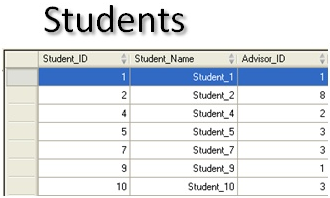 Students
Student_ID Student_Name Advisor_ID
1 Student_1 1
2 Student_2 8
4 Student_4 2
5 Student_5 3
7 Student_7 3
9 Student_9 1
10 Student_10 3